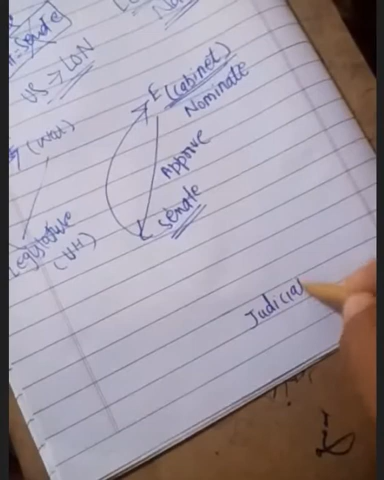 US > LON
E (cabinet)
Nominate
Approve
Senate
Legislature
(UH)
Judicial